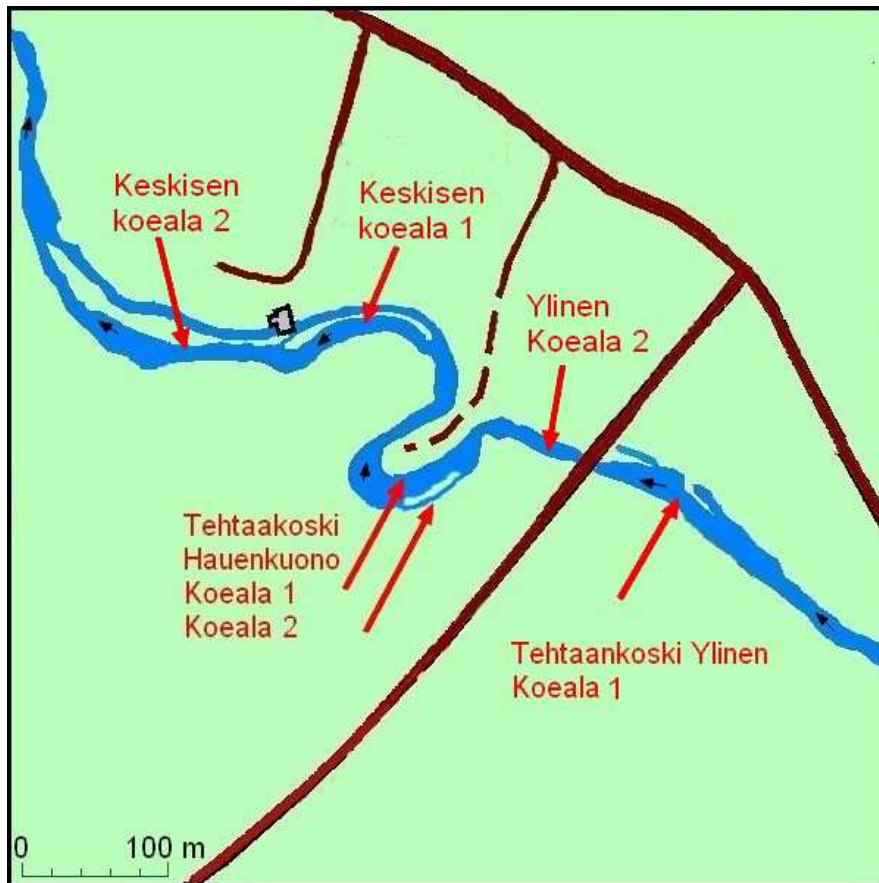 Keskisen
koeala 2
Keskisen
koeala 1
Ylinen
Koeala 2
Tehtaakoski
Hauenkuono
Koeala 1
Koeala 2
Tehtaankoski Ylinen
Koeala 1
0 100 m